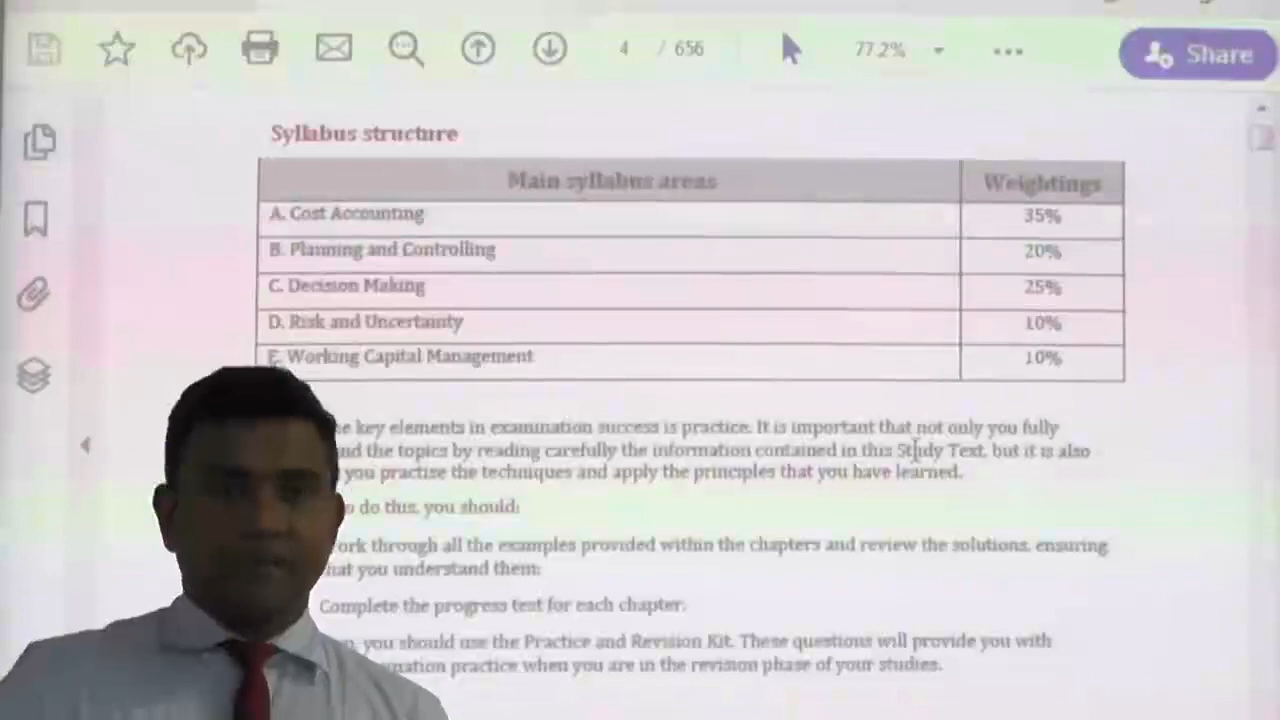 4 / 656
77.2%
Share
Syllabus structure
Main syllabus areas Weightings
A. Cost Accounting 35%
B. Planning and Controlling 20%
C. Decision Making 25%
D. Risk and Uncertainty 10%
E. Working Capital Management 10%
key elements in examination success is practice. It is important that not only you fully
the topics by reading carefully the information contained in this Study Text, but it is also
you practise the techniques and apply the principles that you have learned.
do this, you should:
through all the examples provided within the chapters and review the solutions, ensuring
you understand them;
Complete the progress test for each chapter.
you should use the Practice and Revision Kit. These questions will provide you with
practice when you are in the revision phase of your studies.